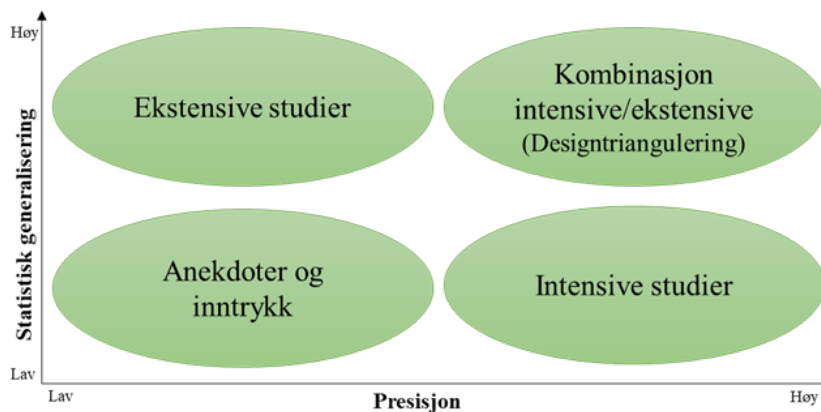 Høy
Ekstensive studier
Kombinasjon
intensive/ekstensive
(Designtriangulering)
Statistisk generalisering
Anekdoter og
inntrykk
Intensive studier
Lav
Lav
Presisjon
Høy